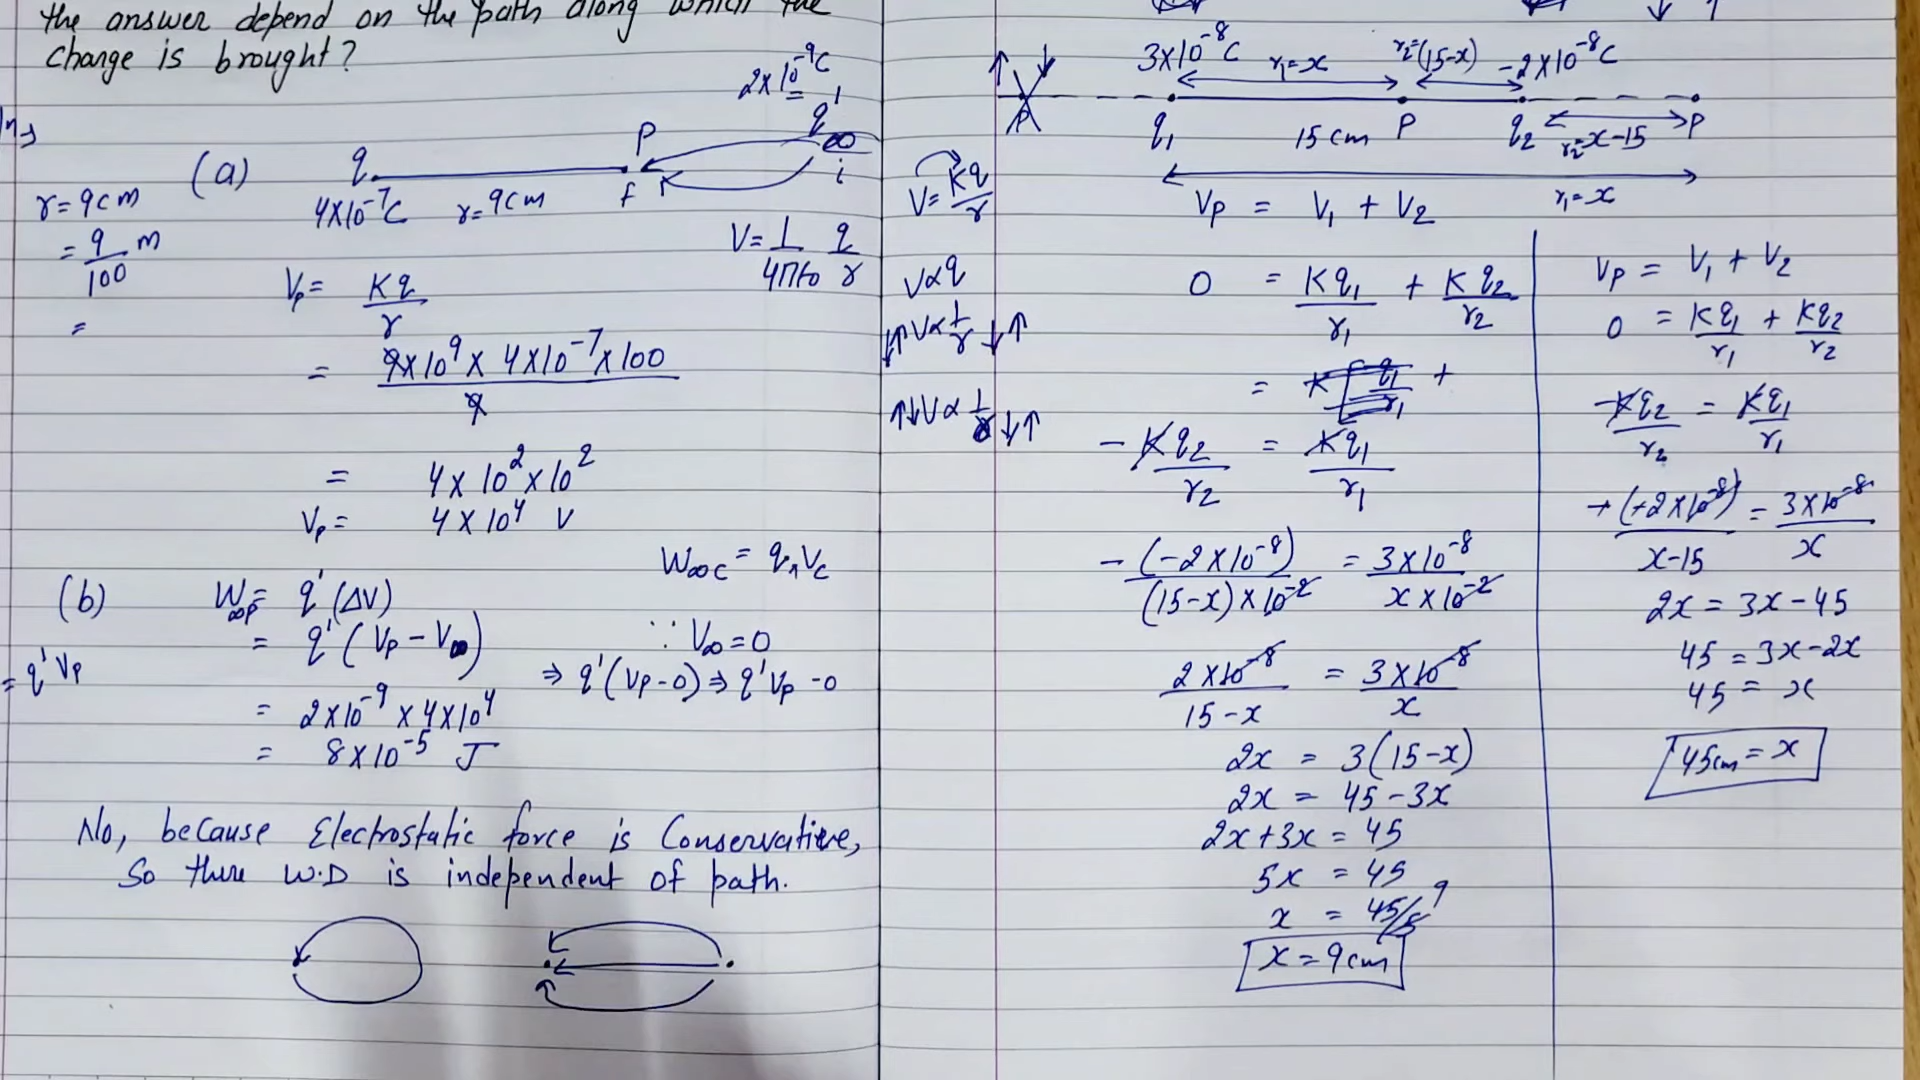 the answer depend on the path along which the
change is brought?
2×10⁻⁹C
(a) q P q' ∞
4×10⁻⁷C r=9cm f i
r=9cm
= 9/100 m
=
V = 1/4π∈₀ q/r
Vp = Kq/r
= 9×10⁹ × 4×10⁻⁷ × 100 / 9
= 4×10²×10²
Vp = 4×10⁴ V
W∞c = q₁Vc
(b) W∞p = q'(ΔV)
= q'(Vp − V∞) ∵ V∞=0
= q'Vp ⇒ q'(Vp−0) ⇒ q'Vp −0
= 2×10⁻⁹ × 4×10⁴
= 8×10⁻⁵ J
No, because Electrostatic force is Conservative,
So there W.D is independent of path.
3×10⁻⁸C r₁=x r₂=(15-x) −2×10⁻⁸C
P q₁ 15cm P q₂ r₂=x−15 P
r₁=x
V = Kq/r
V∝q
↓↑V∝1/r ↓↑
↑↓V∝1/r ↓↑
Vp = V₁ + V₂
0 = Kq₁/r₁ + Kq₂/r₂
= K[q₁/r₁ +
−Kq₂/r₂ = Kq₁/r₁
−(−2×10⁻⁸)/(15−x)×10⁻² = 3×10⁻⁸/x×10⁻²
2×10⁻⁸/15−x = 3×10⁻⁸/x
2x = 3(15−x)
2x = 45−3x
2x+3x = 45
5x = 45
x = 45/5 9
x = 9cm
Vp = V₁ + V₂
0 = Kq₁/r₁ + Kq₂/r₂
−Kq₂/r₂ = Kq₁/r₁
+(+2×10⁻⁸)/x−15 = 3×10⁻⁸/x
2x = 3x−45
45 = 3x−2x
45 = x
45cm = x